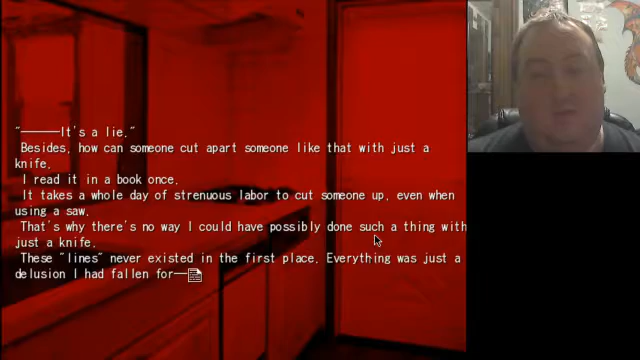 "―――It's a lie."
Besides, how can someone cut apart someone like that with just a
knife.
I read it in a book once.
It takes a whole day of strenuous labor to cut someone up, even when
using a saw.
That's why there's no way I could have possibly done such a thing with
just a knife.
These "lines" never existed in the first place. Everything was just a
delusion I had fallen for―